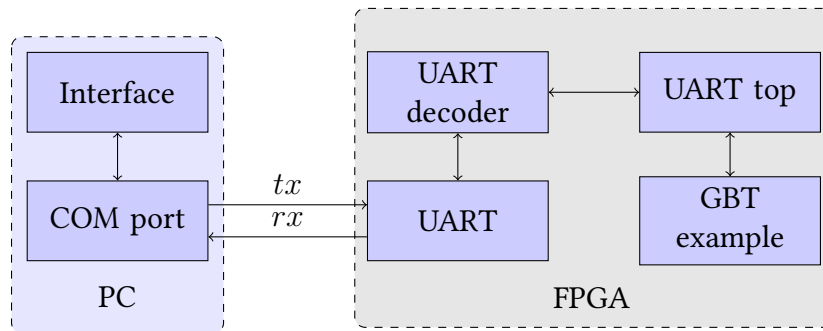 Interface
COM port
PC
tx
rx
UART
decoder
UART
UART top
GBT
example
FPGA